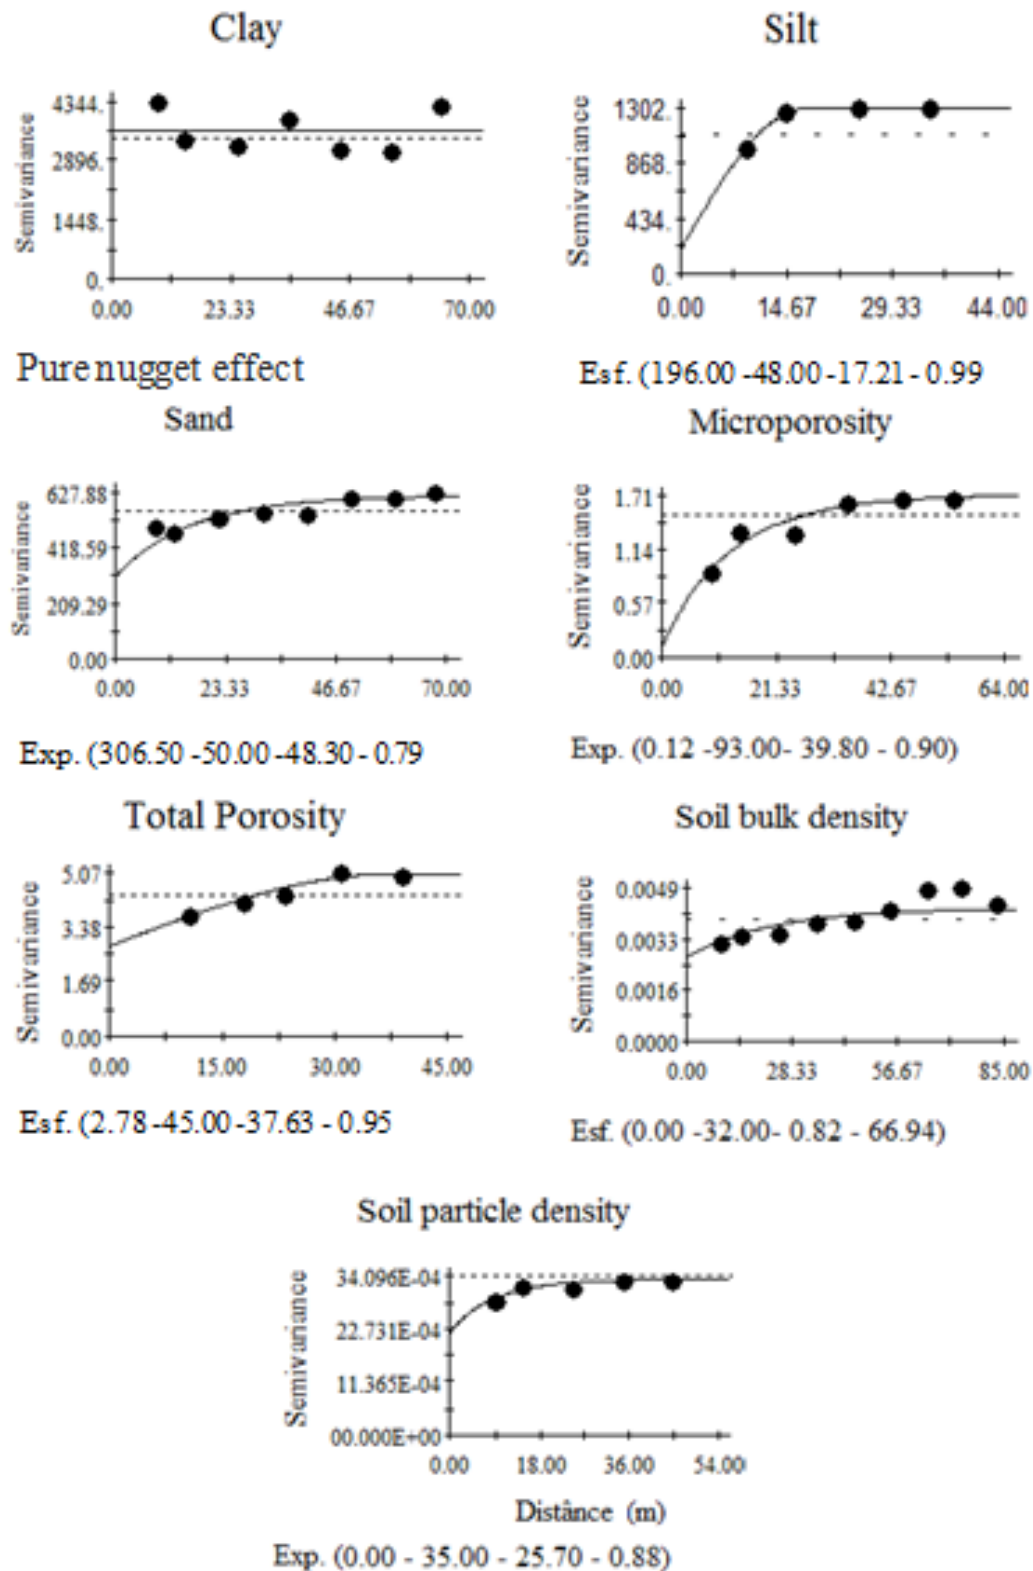 Clay
Semivariance
4344.
2896.
1448.
0.
0.00 23.33 46.67 70.00
Pure nugget effect
Silt
Semivariance
1302.
868.
434.
0.
0.00 14.67 29.33 44.00
Esf. (196.00 -48.00 -17.21 - 0.99
Sand
Semivariance
627.88
418.59
209.29
0.00
0.00 23.33 46.67 70.00
Exp. (306.50 -50.00 -48.30 - 0.79
Microporosity
Semivariance
1.71
1.14
0.57
0.00
0.00 21.33 42.67 64.00
Exp. (0.12 -93.00- 39.80 - 0.90)
Total Porosity
Semivariance
5.07
3.38
1.69
0.00
0.00 15.00 30.00 45.00
Esf. (2.78 -45.00 -37.63 - 0.95
Soil bulk density
Semivariance
0.0049
0.0033
0.0016
0.0000
0.00 28.33 56.67 85.00
Esf. (0.00 -32.00- 0.82 - 66.94)
Soil particle density
Semivariance
34.096E-04
22.731E-04
11.365E-04
00.000E+00
0.00 18.00 36.00 54.00
Distânce (m)
Exp. (0.00 - 35.00 - 25.70 - 0.88)